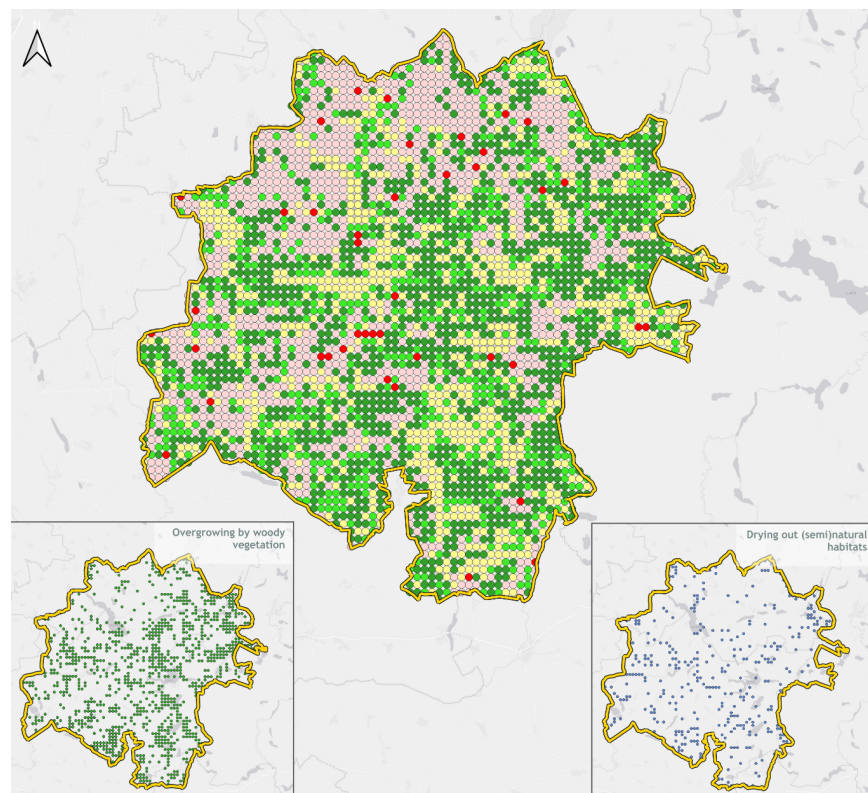 N
Overgrowing by woody
vegetation
Drying out (semi)natural
habitats